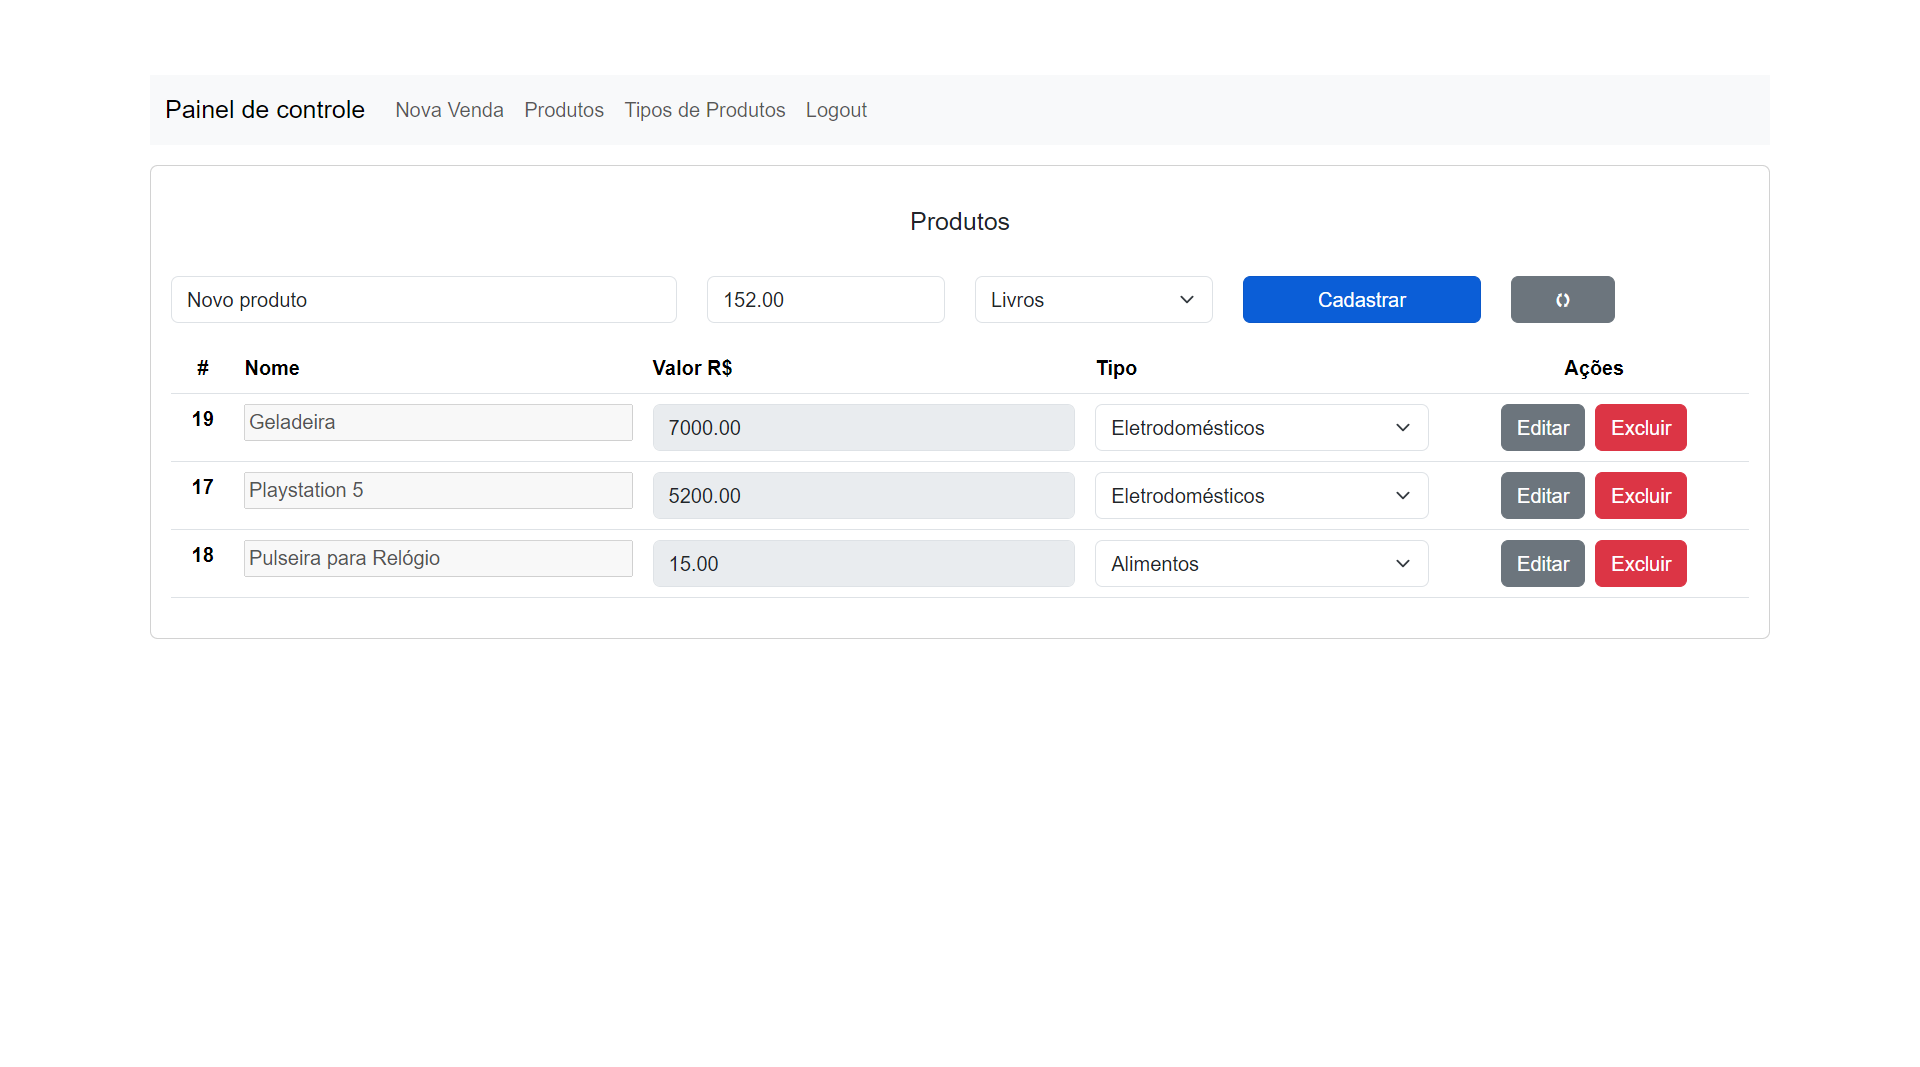 Painel de controle Nova Venda Produtos Tipos de Produtos Logout
Produtos
Novo produto 152.00 Livros Cadastrar
# Nome Valor R$ Tipo Ações
19 Geladeira 7000.00 Eletrodomésticos Editar Excluir
17 Playstation 5 5200.00 Eletrodomésticos Editar Excluir
18 Pulseira para Relógio 15.00 Alimentos Editar Excluir